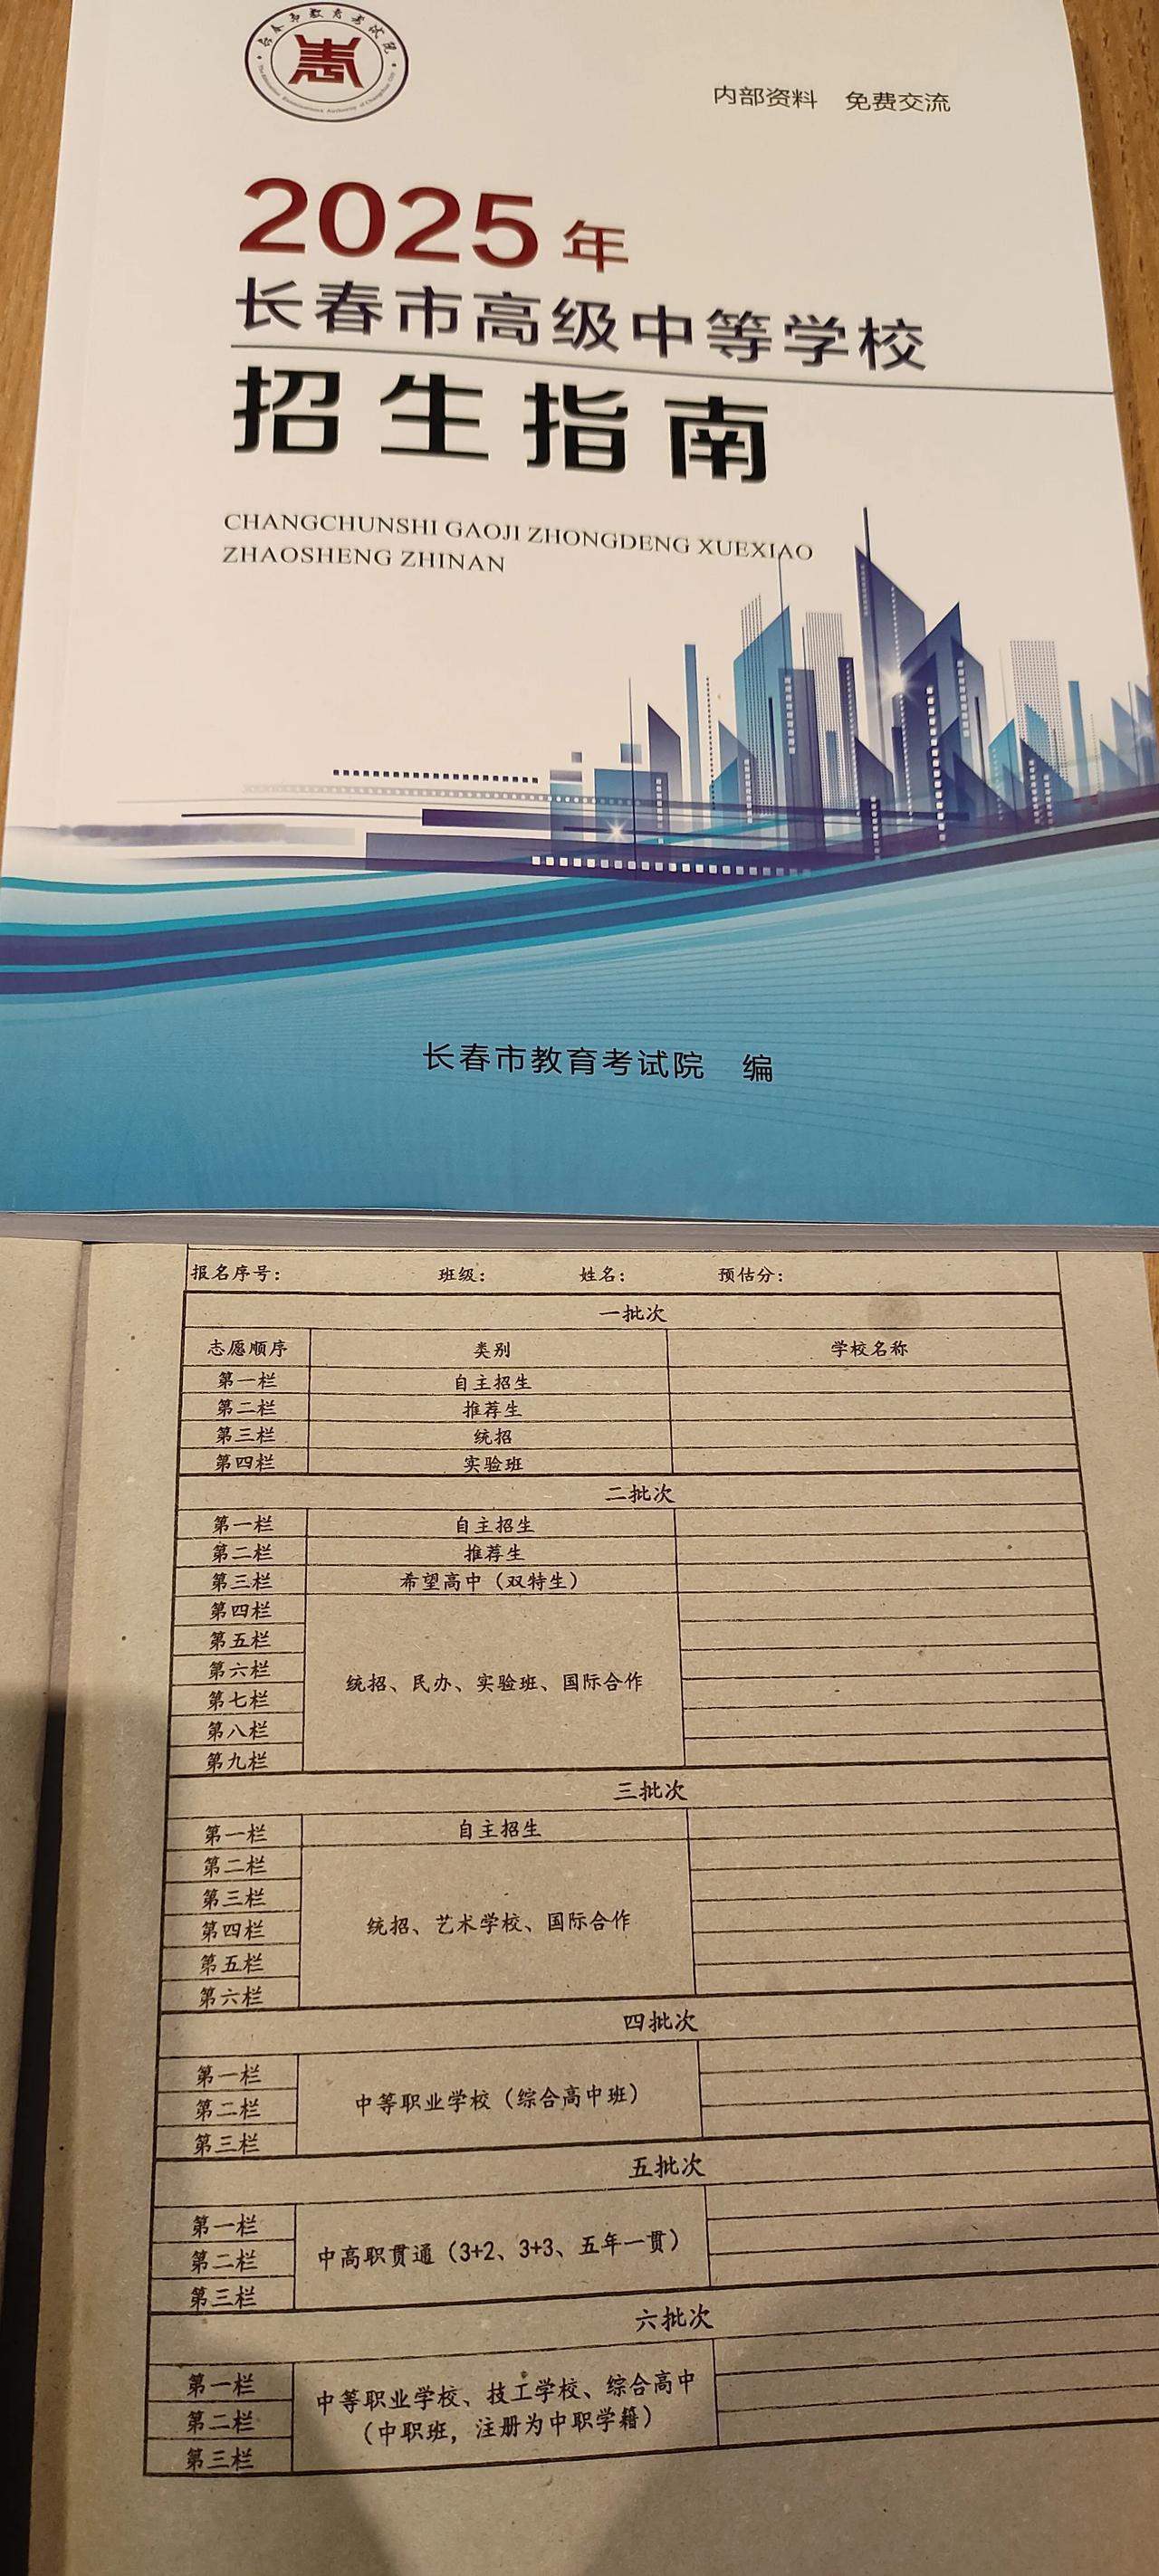 长春市教育考试院
内部资料 免费交流
2025年
长春市高级中等学校
招生指南
CHANGCHUNSHI GAOJI ZHONGDENG XUEXIAO
ZHAOSHENG ZHINAN
长春市教育考试院 编
报名序号： 班级： 姓名： 预估分：
一批次
志愿顺序 类别 学校名称
第一栏 自主招生
第二栏 推荐生
第三栏 统招
第四栏 实验班
二批次
第一栏 自主招生
第二栏 推荐生
第三栏 希望高中（双特生）
第四栏
第五栏
第六栏
统招、民办、实验班、国际合作
第七栏
第八栏
第九栏
三批次
第一栏 自主招生
第二栏
第三栏
第四栏 统招、艺术学校、国际合作
第五栏
第六栏
四批次
第一栏
第二栏 中等职业学校（综合高中班）
第三栏
五批次
第一栏
第二栏 中高职贯通（3+2、3+3、五年一贯）
第三栏
六批次
第一栏 中等职业学校、技工学校、综合高中
第二栏 （中职班，注册为中职学籍）
第三栏